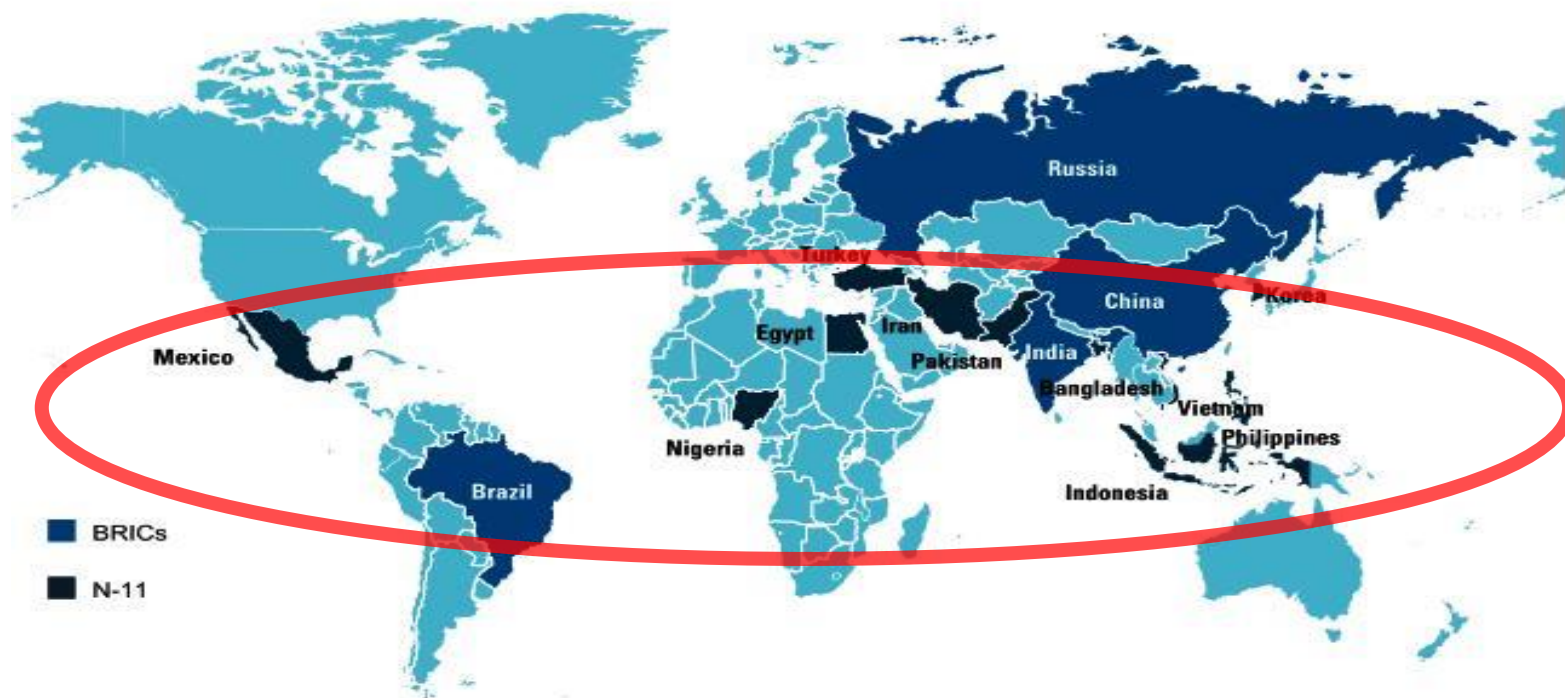 Russia
Turkey
China
Korea
Egypt
Iran
Mexico
Pakistan
India
Bangladesh
Vietnam
Philippines
Nigeria
Brazil
Indonesia
BRICs
N-11